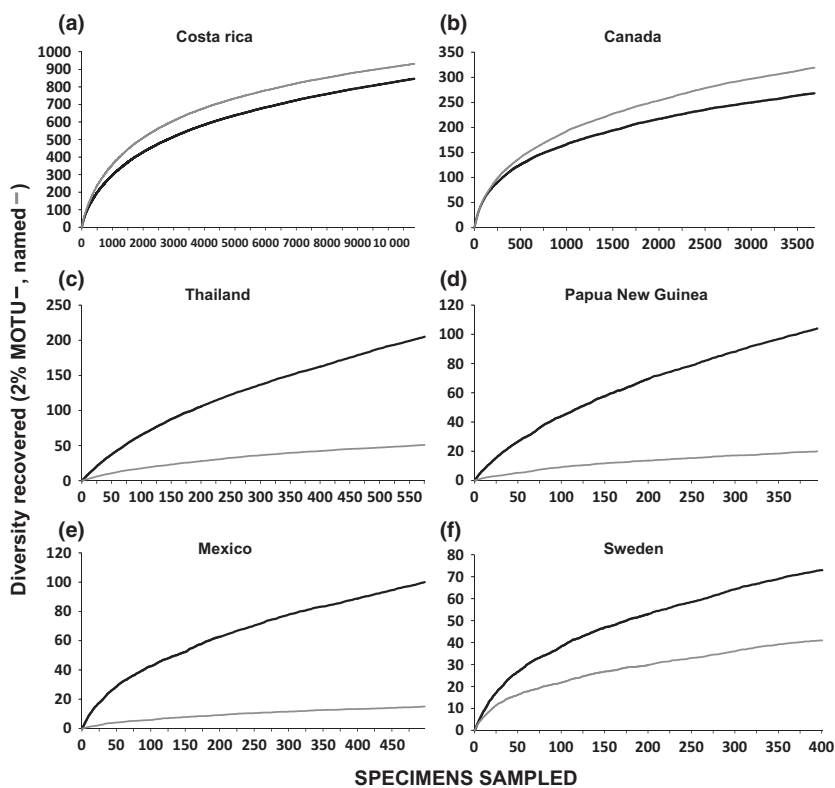 (a)
Costa rica
1000
900
800
700
600
500
400
300
200
100
0
0 1000 2000 3000 4000 5000 6000 7000 8000 9000 10 000
(b)
Canada
350
300
250
200
150
100
50
0
0 500 1000 1500 2000 2500 3000 3500
(c)
Thailand
250
200
150
100
50
0
0 50 100 150 200 250 300 350 400 450 500 550
(d)
Papua New Guinea
120
100
80
60
40
20
0
0 50 100 150 200 250 300 350
(e)
Mexico
120
100
80
60
40
20
0
0 50 100 150 200 250 300 350 400 450
(f)
Sweden
80
70
60
50
40
30
20
10
0
0 50 100 150 200 250 300 350 400
Diversity recovered (2% MOTU–, named –)
SPECIMENS SAMPLED